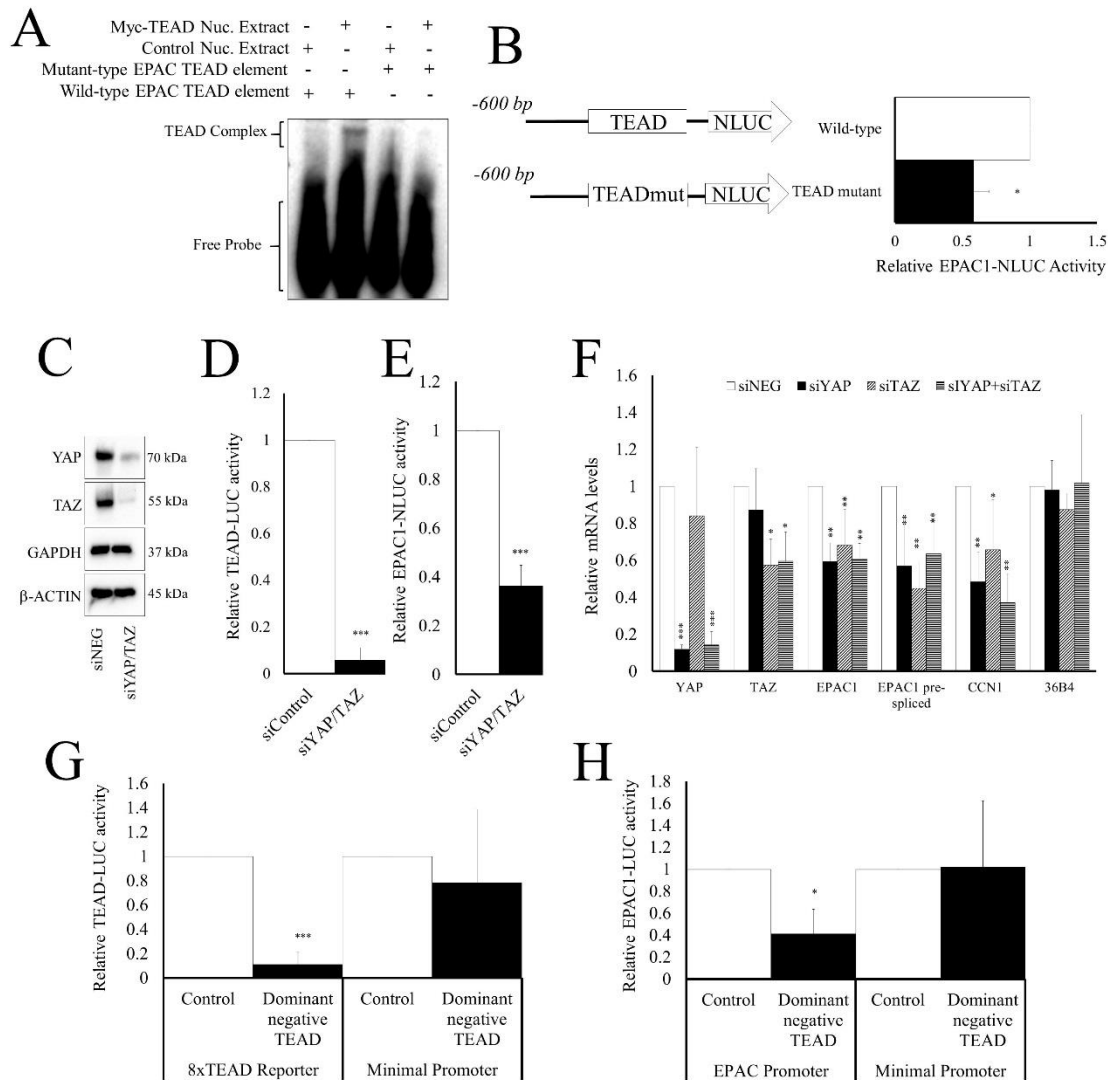 A
Myc-TEAD Nuc. Extract - + - +
Control Nuc. Extract + - + -
Mutant-type EPAC TEAD element - - + +
Wild-type EPAC TEAD element + + - -
TEAD Complex
Free Probe
B
-600 bp
TEAD
NLUC
-600 bp
TEADmut
NLUC
Wild-type
TEAD mutant
*
0 0.5 1 1.5
Relative EPAC1-NLUC Activity
C
YAP
70 kDa
TAZ
55 kDa
GAPDH
37 kDa
β-ACTIN
45 kDa
siNEG
siYAP/TAZ
D
Relative TEAD-LUC activity
1.2
1
0.8
0.6
0.4
0.2
0
***
siControl
siYAP/TAZ
E
Relative EPAC1-NLUC activity
1.2
1
0.8
0.6
0.4
0.2
0
***
siControl
siYAP/TAZ
F
siNEG siYAP siTAZ sIYAP+siTAZ
Relative mRNA levels
1.6
1.4
1.2
1
0.8
0.6
0.4
0.2
0
*** ***
* *
** ** **
** ** **
** * **
YAP TAZ EPAC1 EPAC1 pre-
spliced
CCN1 36B4
G
Relative TEAD-LUC activity
1.6
1.4
1.2
1
0.8
0.6
0.4
0.2
0
***
Control
Dominant
negative
TEAD
Control
Dominant
negative
TEAD
8xTEAD Reporter
Minimal Promoter
H
Relative EPAC1-LUC activity
1.8
1.6
1.4
1.2
1
0.8
0.6
0.4
0.2
0
*
Control
Dominant
negative
TEAD
Control
Dominant
negative
TEAD
EPAC Promoter
Minimal Promoter